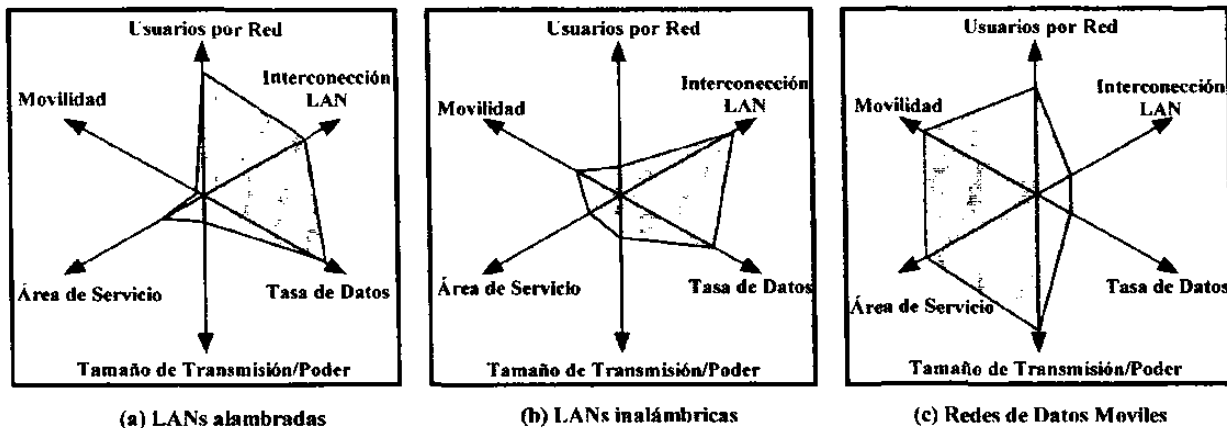 Usuarios por Red
Interconección
LAN
Movilidad
Área de Servicio
Tasa de Datos
Tamaño de Transmisión/Poder
(a) LANs alambradas
Usuarios por Red
Interconección
LAN
Movilidad
Área de Servicio
Tasa de Datos
Tamaño de Transmisión/Poder
(b) LANs inalámbricas
Usuarios por Red
Interconección
LAN
Movilidad
Área de Servicio
Tasa de Datos
Tamaño de Transmisión/Poder
(c) Redes de Datos Moviles